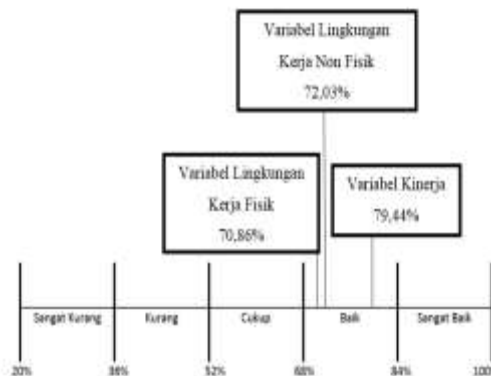 Variabel Lingkungan
Kerja Non Fisik
72,03%
Variabel Lingkungan
Kerja Fisik
70,86%
Variabel Kinerja
79,44%
Sangat Kurang
Kurang
Cukup
Baik
Sangat Baik
20%
36%
52%
68%
84%
100%